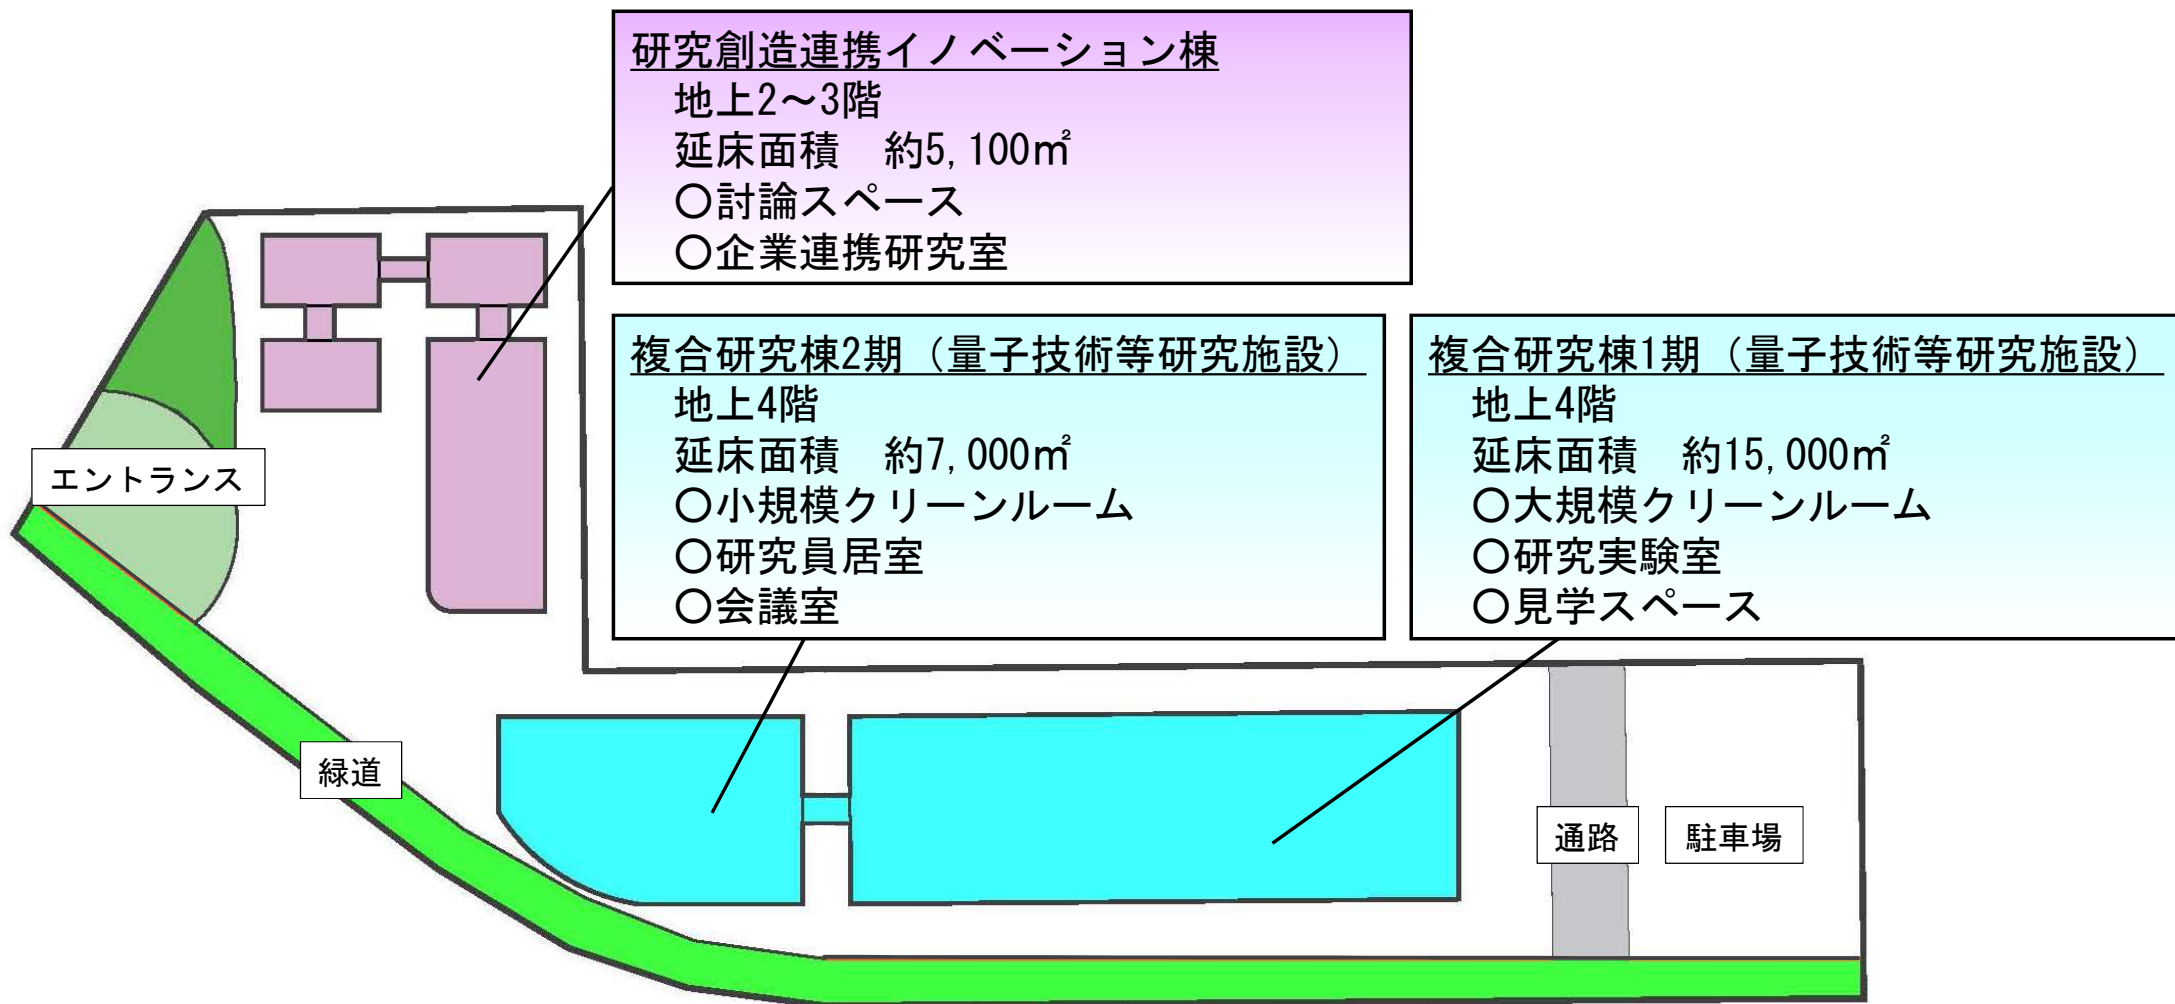 研究創造連携イノベーション棟
地上2～3階
延床面積　約5,100㎡
○討論スペース
○企業連携研究室
複合研究棟2期（量子技術等研究施設）
地上4階
延床面積　約7,000㎡
○小規模クリーンルーム
○研究員居室
○会議室
複合研究棟1期（量子技術等研究施設）
地上4階
延床面積　約15,000㎡
○大規模クリーンルーム
○研究実験室
○見学スペース
エントランス
緑道
通路
駐車場